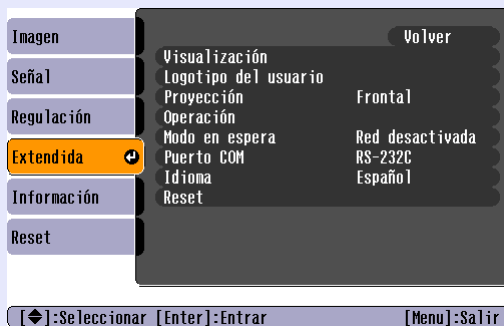 Imagen
Señal
Regulación
Extendida
Información
Reset
Volver
Visualización
Logotipo del usuario
Proyección Frontal
Operación
Modo en espera Red desactivada
Puerto COM RS-232C
Idioma Español
Reset
[◆]:Seleccionar [Enter]:Entrar [Menu]:Salir